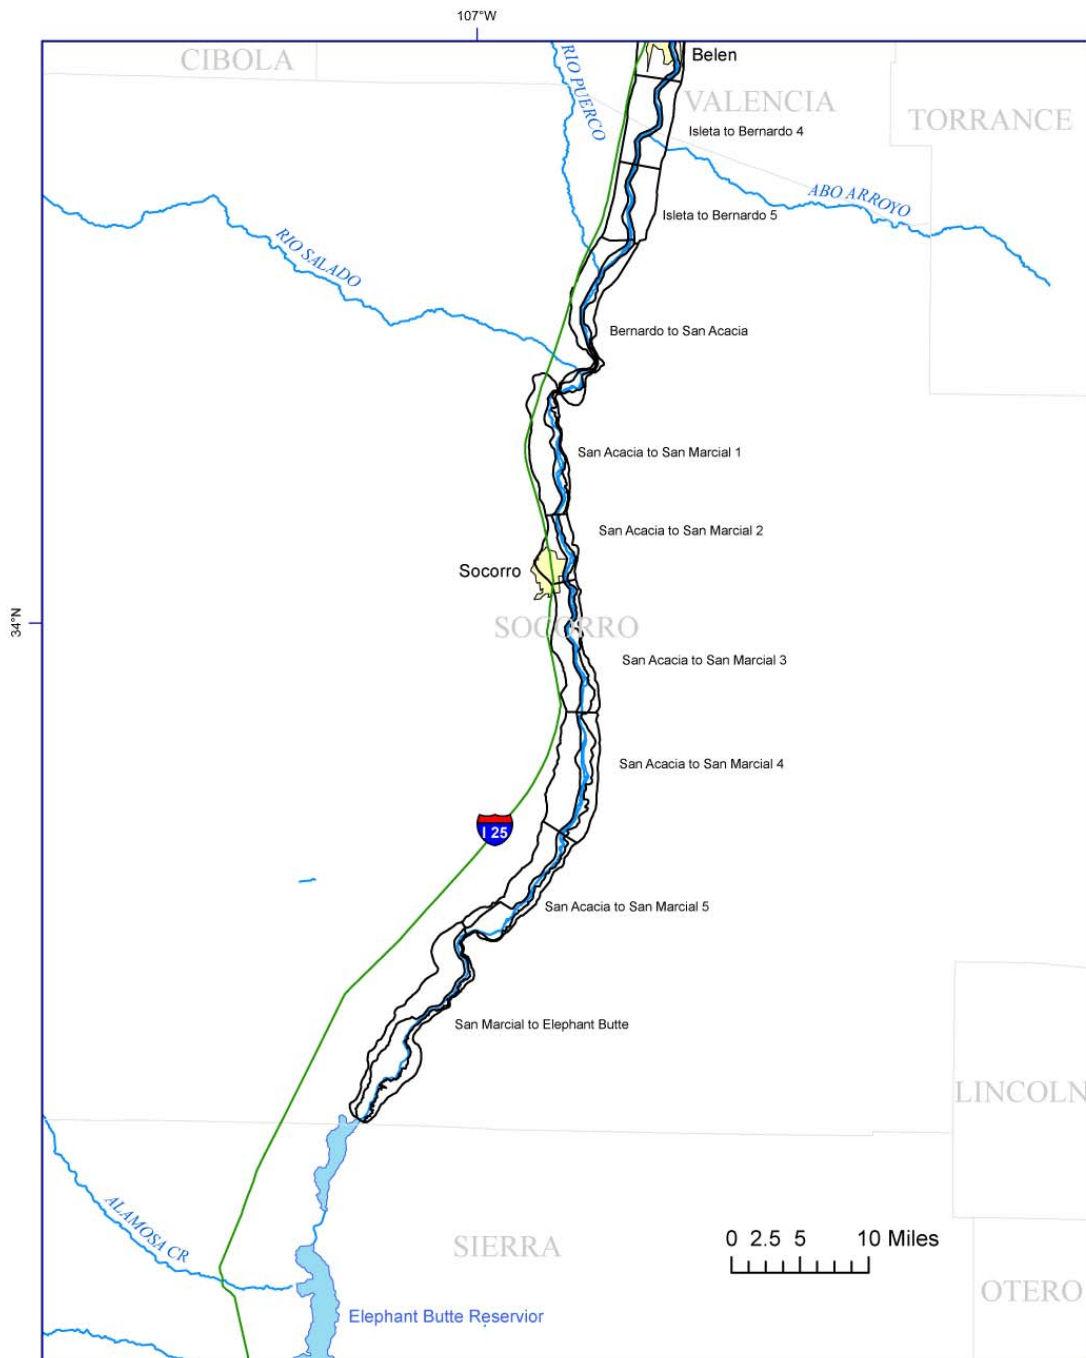 107°W
CIBOLA
RIO PUERCO
Belen
VALENCIA
TORRANCE
Isleta to Bernardo 4
ABO ARROYO
Isleta to Bernardo 5
RIO SALADO
Bernardo to San Acacia
San Acacia to San Marcial 1
San Acacia to San Marcial 2
Socorro
34°N
SOCORRO
San Acacia to San Marcial 3
San Acacia to San Marcial 4
I 25
San Acacia to San Marcial 5
San Marcial to Elephant Butte
LINCOLN
ALAMOSA CR
SIERRA
0 2.5 5 10 Miles
OTERO
Elephant Butte Reservior